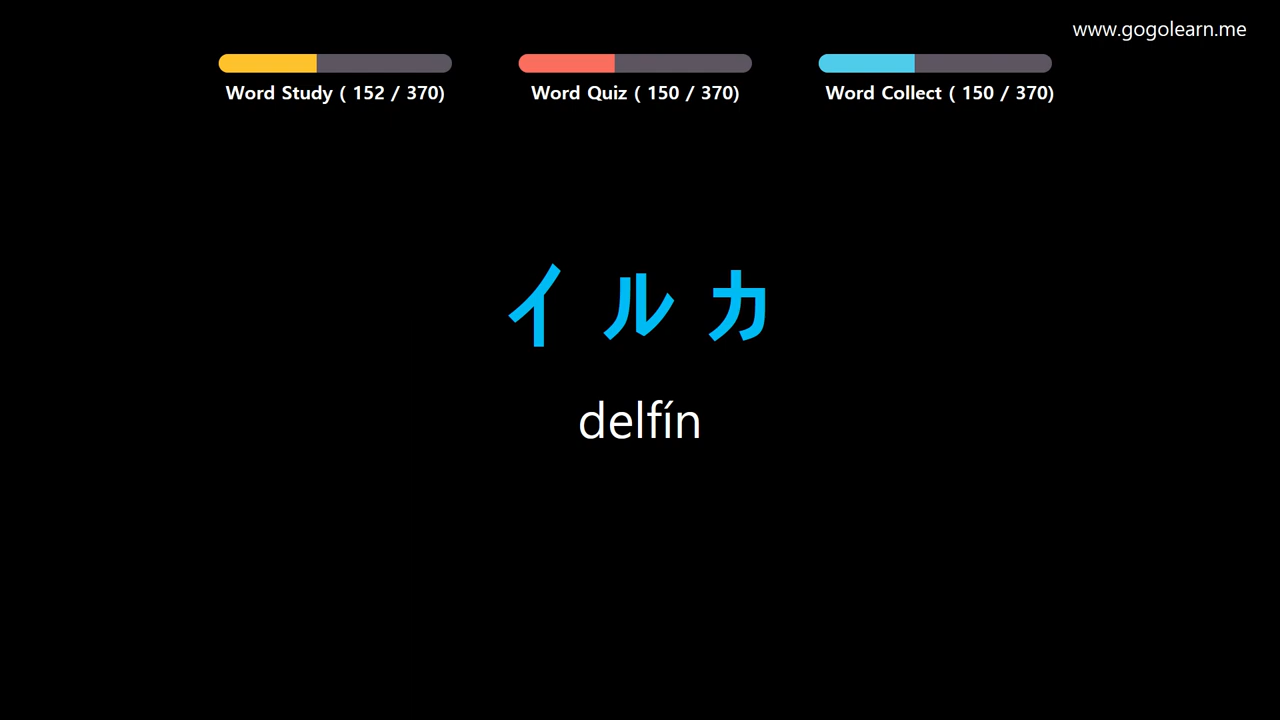 www.gogolearn.me
Word Study ( 152 / 370)
Word Quiz ( 150 / 370)
Word Collect ( 150 / 370)
イルカ
delfín